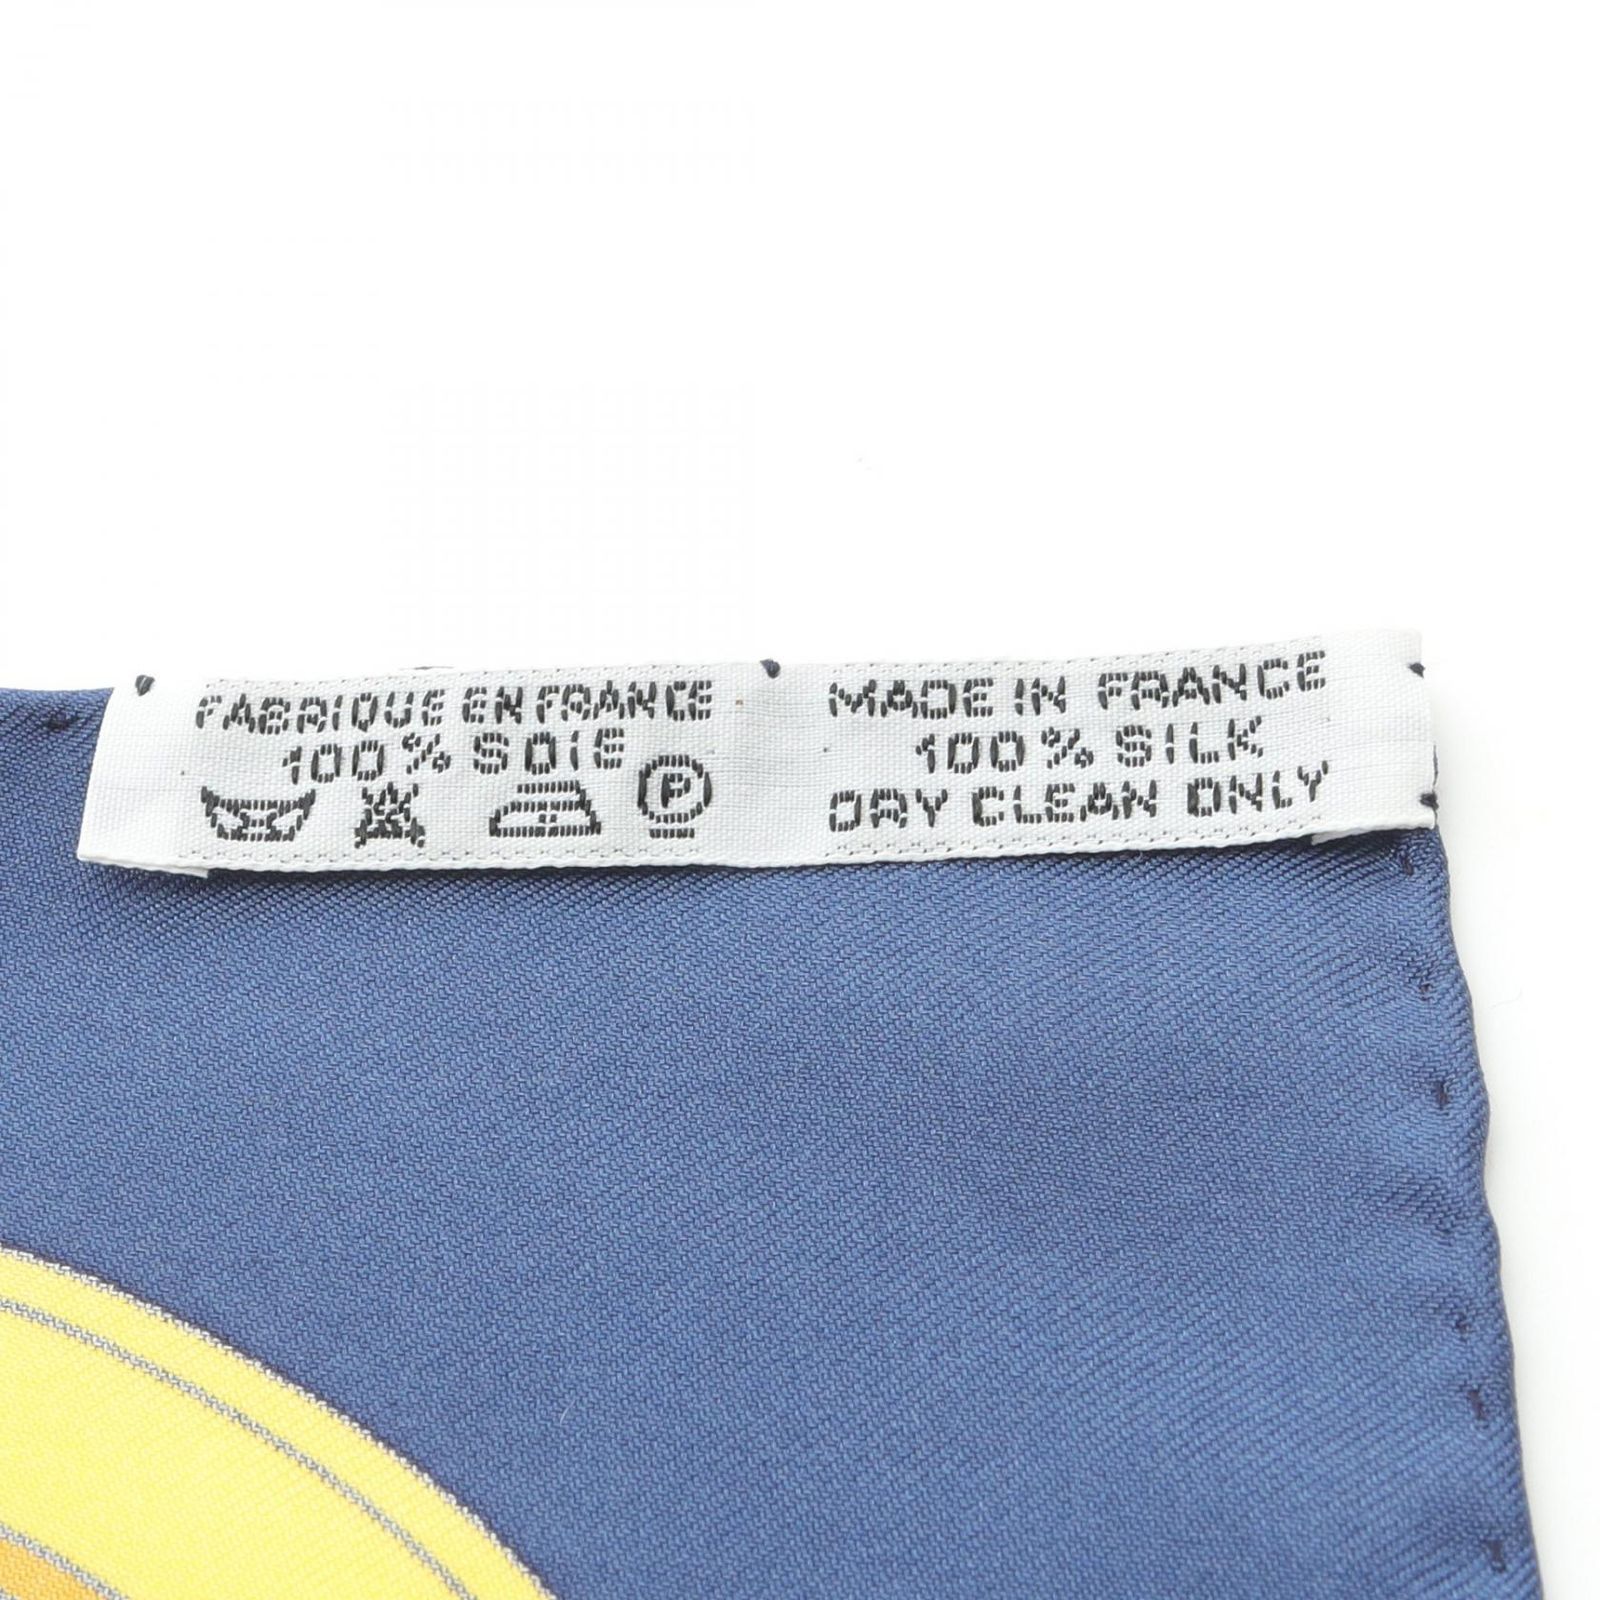 FABRIQUE EN FRANCE
100% SOIE
P
MADE IN FRANCE
100% SILK
DRY CLEAN ONLY